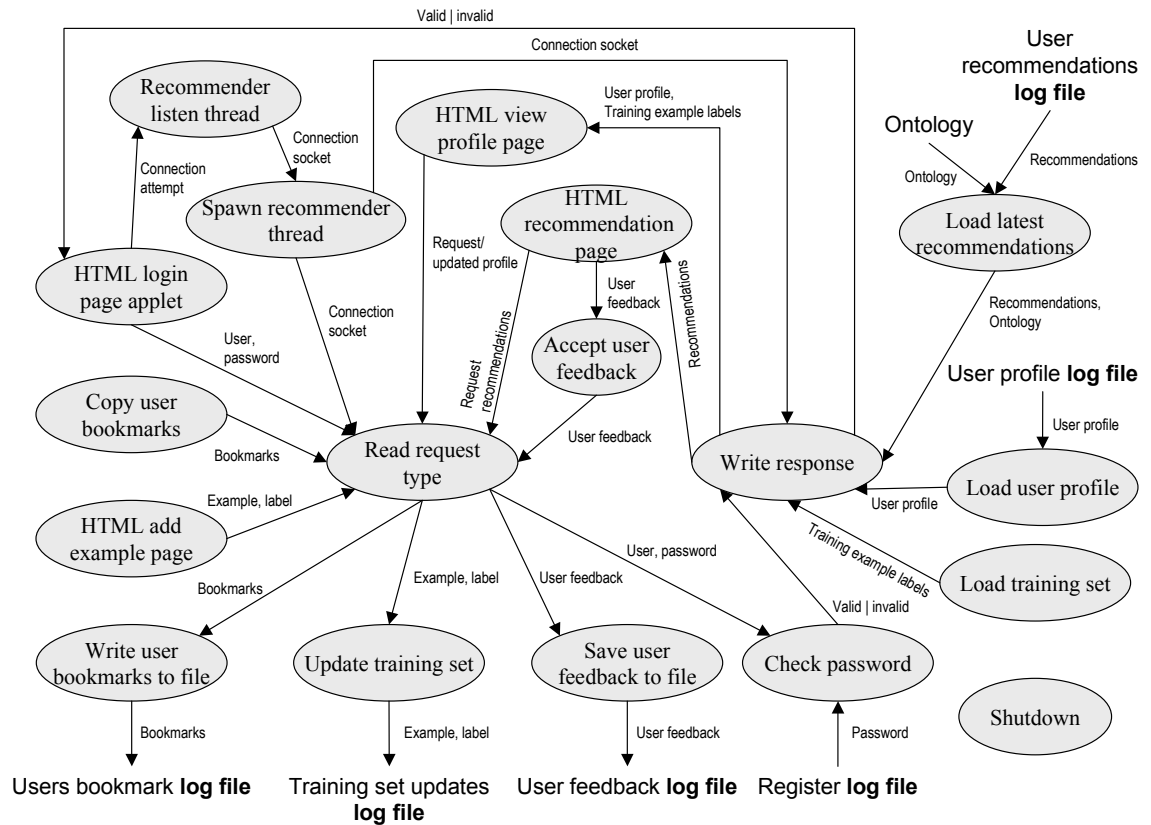 Valid | invalid
Connection socket
User
recommendations
log file
Recommender
listen thread
User profile,
Training example labels
HTML view
profile page
Ontology
Connection
socket
Connection
attempt
Recommendations
Ontology
Spawn recommender
thread
HTML
recommendation
page
Load latest
recommendations
Request/
updated profile
HTML login
page applet
User
feedback
Recommendations
Connection
socket
Recommendations,
Ontology
User,
password
Request
recommendations
Accept user
feedback
User profile log file
Copy user
bookmarks
User profile
User feedback
Bookmarks
Read request
type
Write response
Load user profile
User profile
Example, label
HTML add
example page
Training example labels
User, password
Load training set
Bookmarks
Example, label
User feedback
Valid | invalid
Write user
bookmarks to file
Update training set
Save user
feedback to file
Check password
Shutdown
Bookmarks
Example, label
User feedback
Password
Users bookmark log file
Training set updates
log file
User feedback log file
Register log file